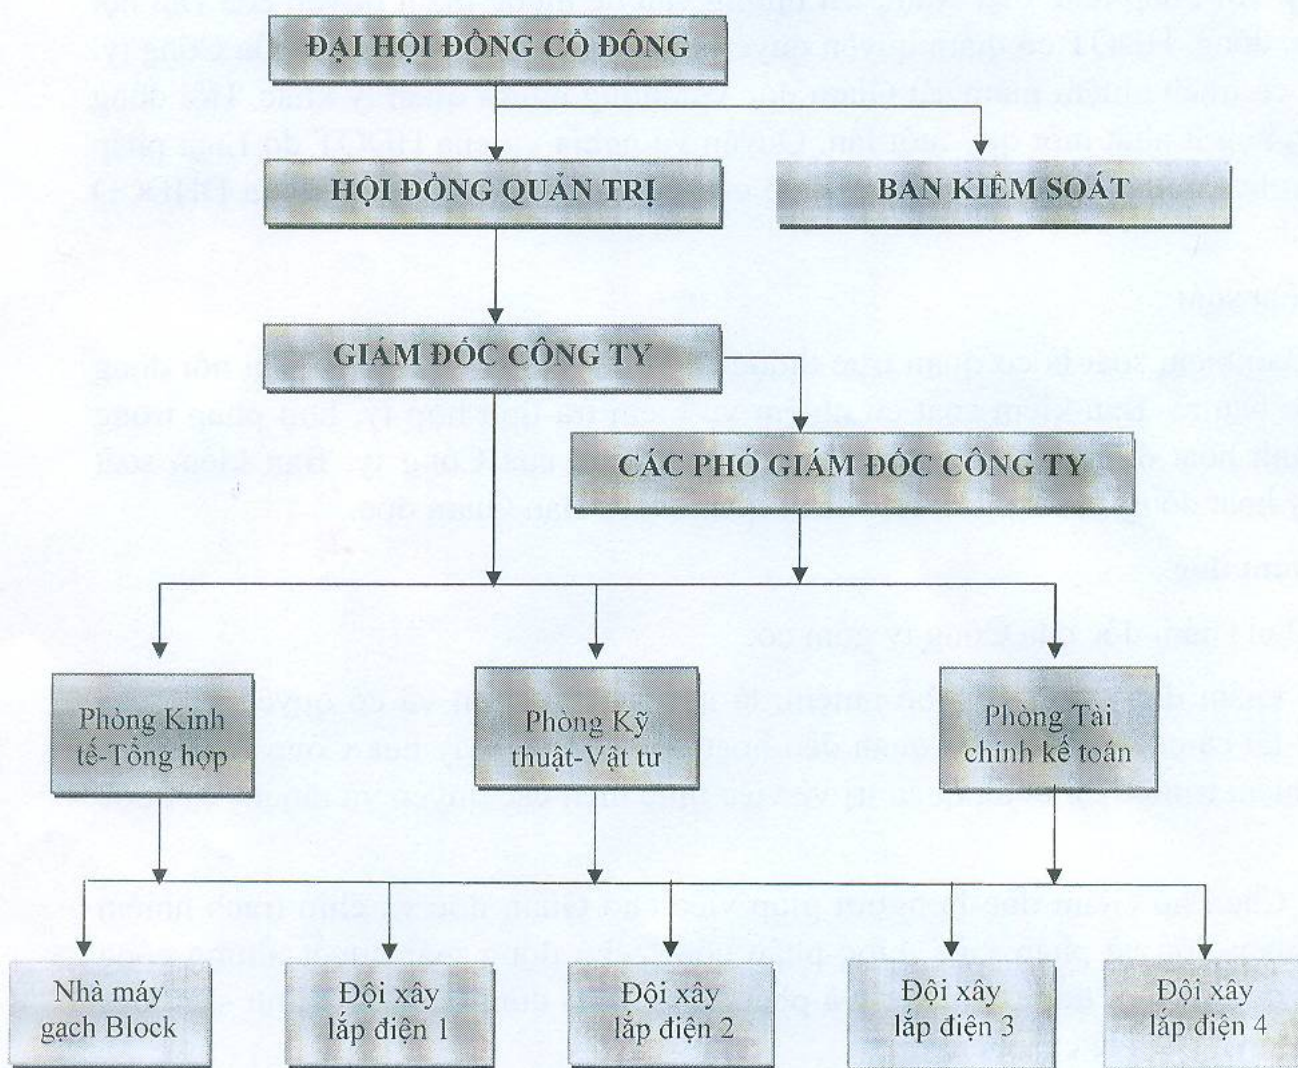 ĐẠI HỘI ĐỒNG CỔ ĐÔNG
HỘI ĐỒNG QUẢN TRỊ
BAN KIỂM SOÁT
GIÁM ĐỐC CÔNG TY
CÁC PHÓ GIÁM ĐỐC CÔNG TY
Phòng Kinh
tế-Tổng hợp
Phòng Kỹ
thuật-Vật tư
Phòng Tài
chính kế toán
Nhà máy
gạch Block
Đội xây
lắp điện 1
Đội xây
lắp điện 2
Đội xây
lắp điện 3
Đội xây
lắp điện 4